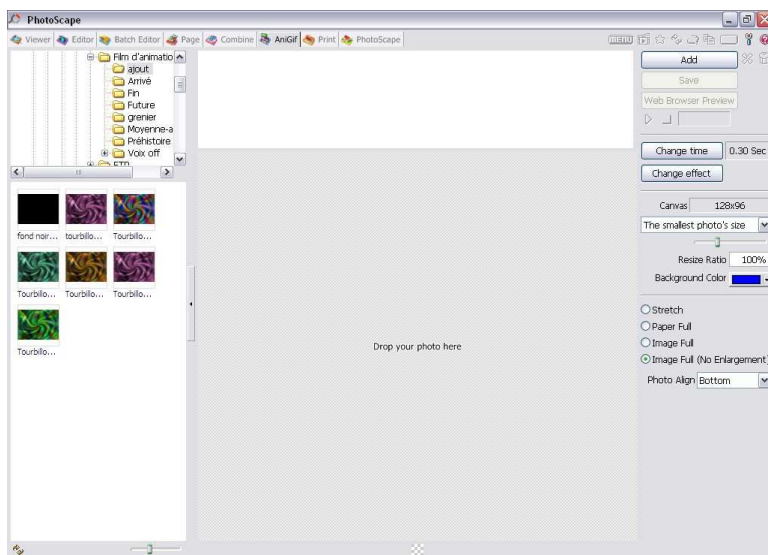 PhotoScape
Viewer Editor Batch Editor Page Combine AniGif Print PhotoScape MENU
Film d'animatio
ajout
Arrivé
Fin
Future
grenier
Moyenne-a
Préhistoire
Voix off
fond noir... tourbillo... Tourbillo...
Tourbillo... Tourbillo... Tourbillo...
Tourbillo...
Drop your photo here
Add
Save
Web Browser Preview
Change time 0.30 Sec
Change effect
Canvas 128x96
The smallest photo's size
Resize Ratio 100%
Background Color
Stretch
Paper Full
Image Full
Image Full (No Enlargement)
Photo Align Bottom